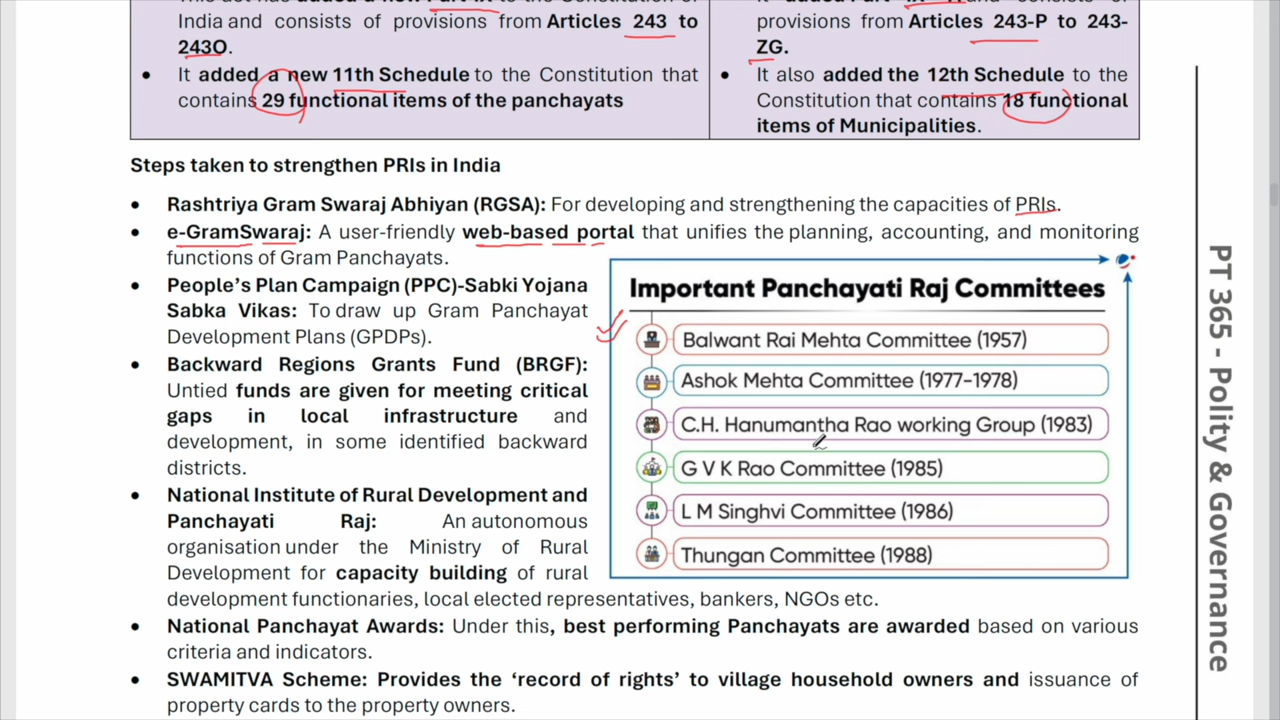 India and consists of provisions from Articles 243 to
243O.
It added a new 11th Schedule to the Constitution that
contains 29 functional items of the panchayats
provisions from Articles 243-P to 243-
ZG.
It also added the 12th Schedule to the
Constitution that contains 18 functional
items of Municipalities.
Steps taken to strengthen PRIs in India
Rashtriya Gram Swaraj Abhiyan (RGSA): For developing and strengthening the capacities of PRIs.
e-GramSwaraj: A user-friendly web-based portal that unifies the planning, accounting, and monitoring
functions of Gram Panchayats.
People's Plan Campaign (PPC)-Sabki Yojana
Sabka Vikas: To draw up Gram Panchayat
Development Plans (GPDPs).
Backward Regions Grants Fund (BRGF):
Untied funds are given for meeting critical
gaps in local infrastructure and
development, in some identified backward
districts.
National Institute of Rural Development and
Panchayati Raj: An autonomous
organisation under the Ministry of Rural
Development for capacity building of rural
development functionaries, local elected representatives, bankers, NGOs etc.
National Panchayat Awards: Under this, best performing Panchayats are awarded based on various
criteria and indicators.
SWAMITVA Scheme: Provides the 'record of rights' to village household owners and issuance of
property cards to the property owners.
Important Panchayati Raj Committees
Balwant Rai Mehta Committee (1957)
Ashok Mehta Committee (1977-1978)
C.H. Hanumantha Rao working Group (1983)
G V K Rao Committee (1985)
L M Singhvi Committee (1986)
Thungan Committee (1988)
PT 365 - Polity & Governance